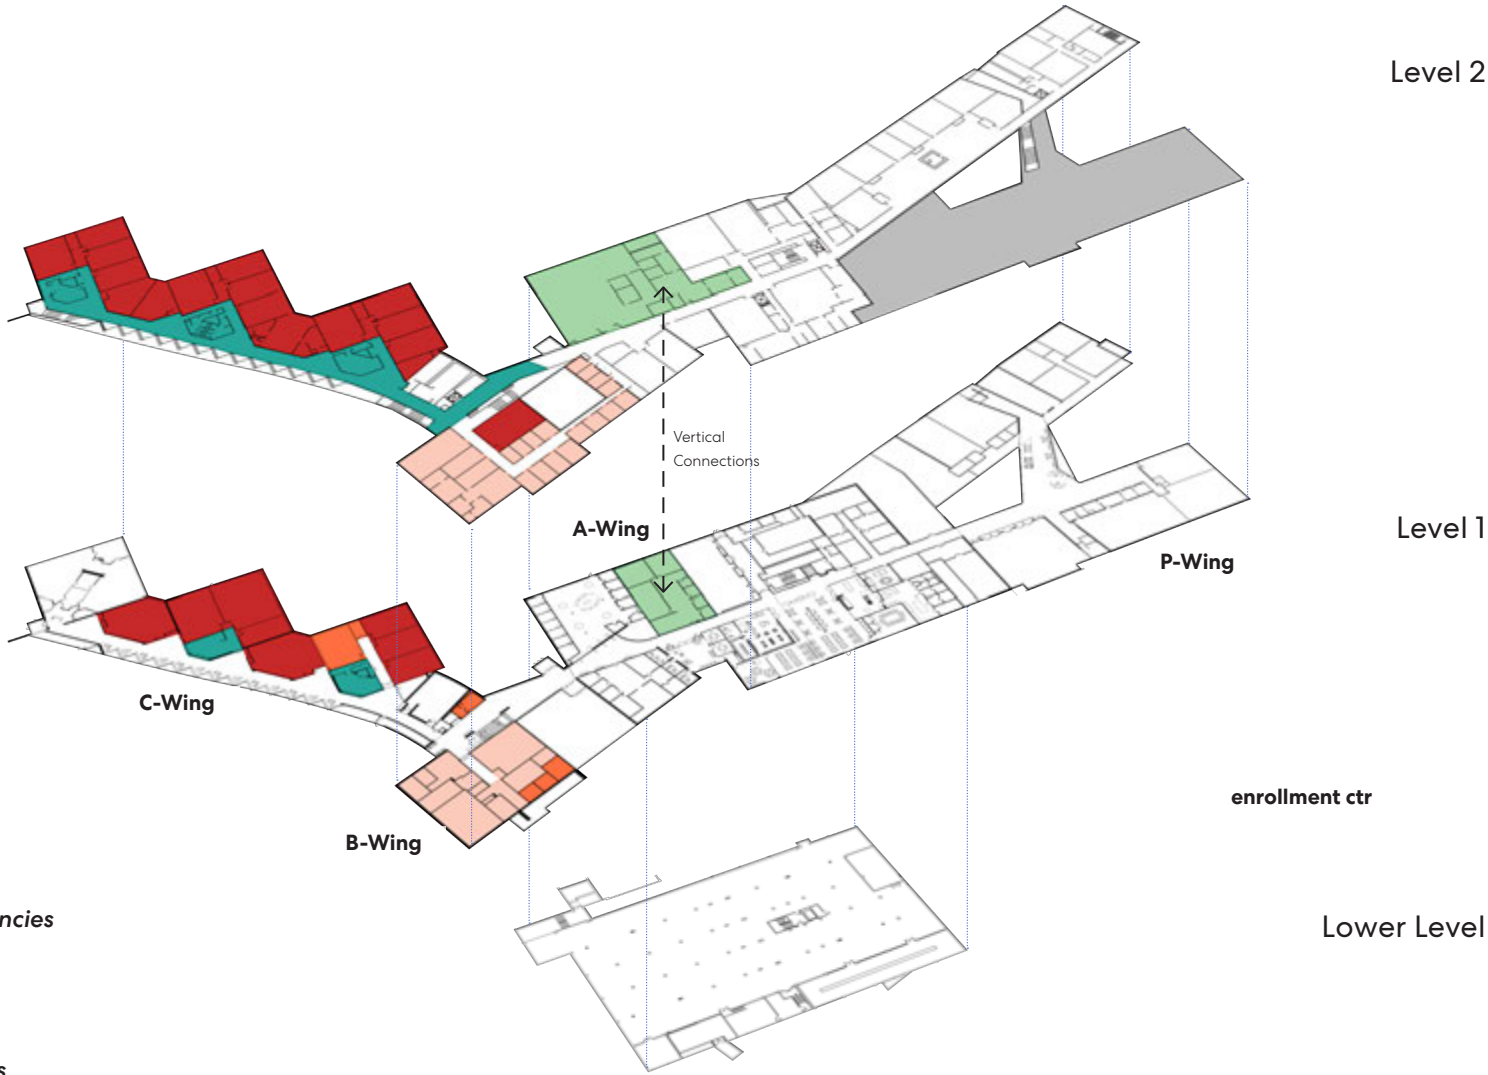 Level 2
Vertical
Connections
A-Wing
Level 1
P-Wing
C-Wing
enrollment ctr
B-Wing
ncies
Lower Level
s